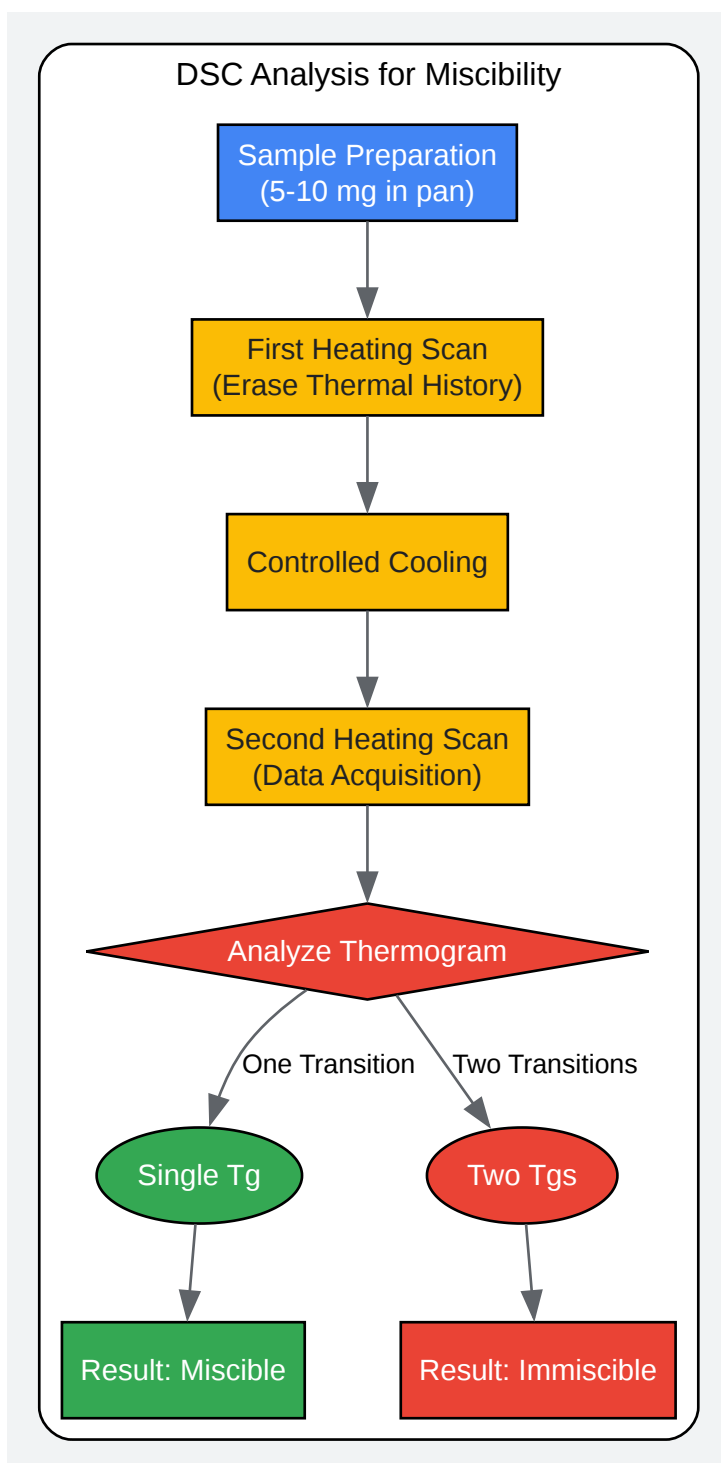 DSC Analysis for Miscibility
Sample Preparation
(5-10 mg in pan)
First Heating Scan
(Erase Thermal History)
Controlled Cooling
Second Heating Scan
(Data Acquisition)
Analyze Thermogram
One Transition
Two Transitions
Single Tg
Two Tgs
Result: Miscible
Result: Immiscible